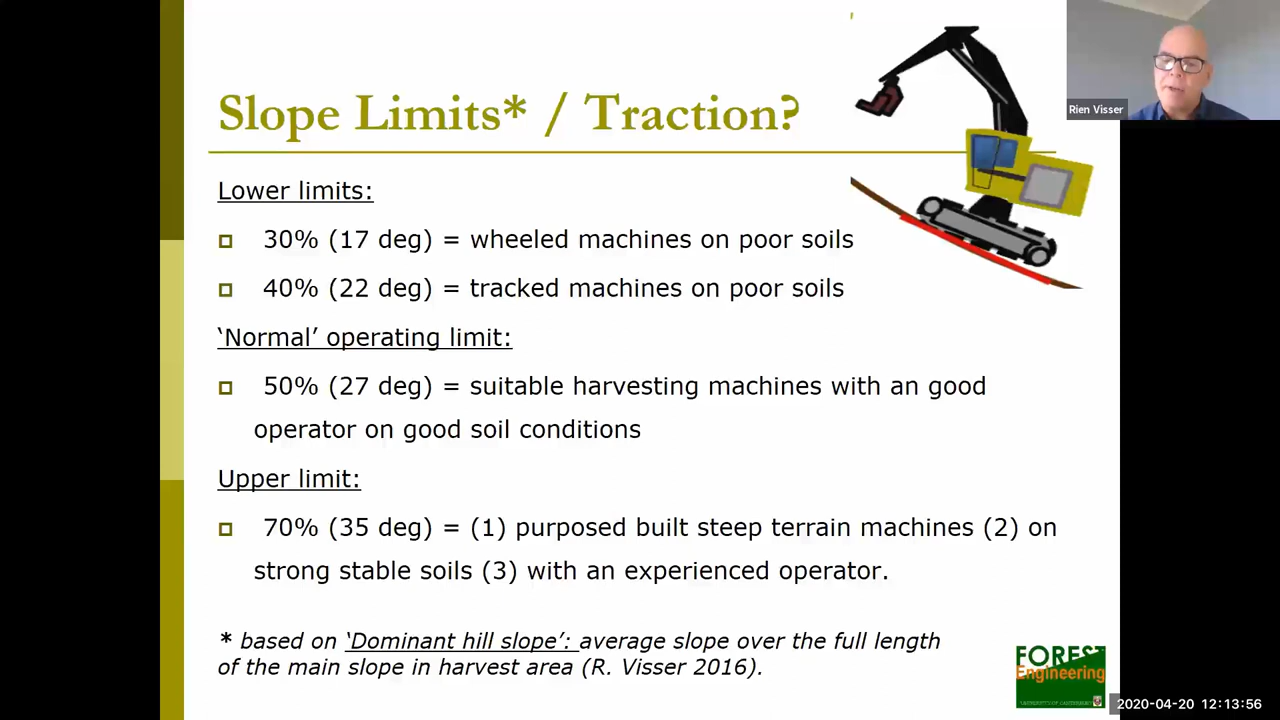 Slope Limits* / Traction?
Rien Visser
Lower limits:
30% (17 deg) = wheeled machines on poor soils
40% (22 deg) = tracked machines on poor soils
‘Normal’ operating limit:
50% (27 deg) = suitable harvesting machines with an good
operator on good soil conditions
Upper limit:
70% (35 deg) = (1) purposed built steep terrain machines (2) on
strong stable soils (3) with an experienced operator.
* based on ‘Dominant hill slope’: average slope over the full length
of the main slope in harvest area (R. Visser 2016).
FOREST
Engineering
UNIVERSITY OF CANTERBURY
2020-04-20 12:13:56